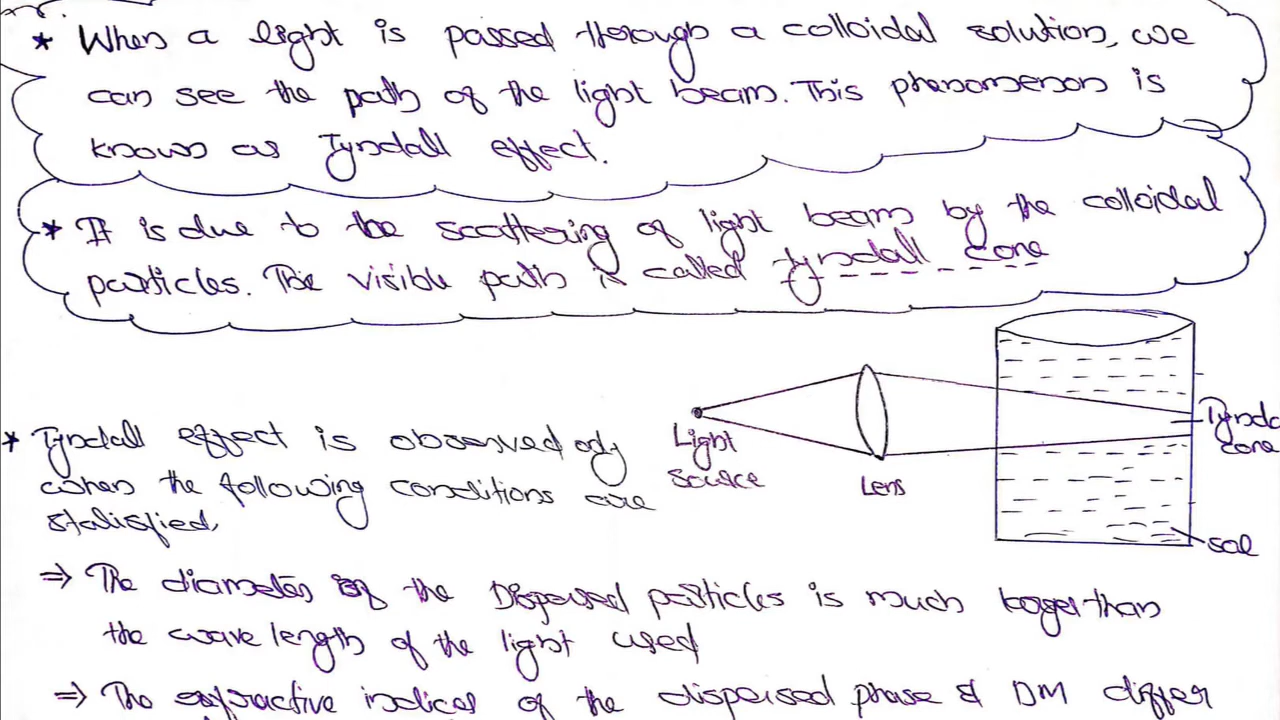 * When a light is passed through a colloidal solution, we
can see the path of the light beam. This phenomenon is
known as Tyndall effect.
* It is due to the scattering of light beam by the colloidal
particles. The visible path is called tyndall cone
* Tyndall effect is observed only
when the following conditions are
statisfied,
Light
source
Lens
Tynda
cone
sol
⇒ The diameter of the Dispersed particles is much than
the wave length of the light used
⇒ The refractive indices of the dispersed phase & DM differ